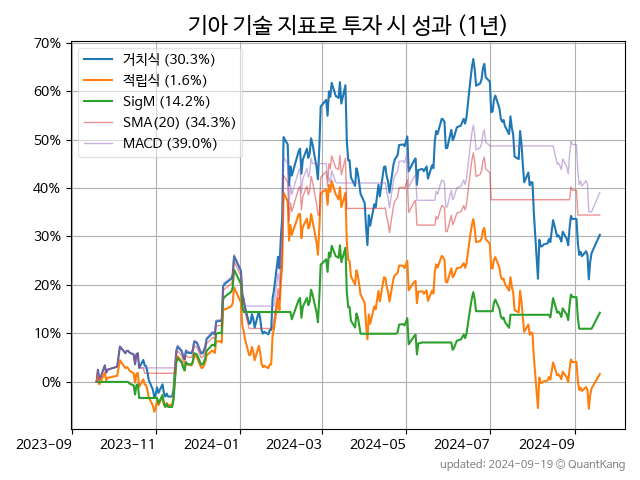 기아 기술 지표로 투자 시 성과 (1년)
거치식 (30.3%)
적립식 (1.6%)
SigM (14.2%)
SMA(20) (34.3%)
MACD (39.0%)
70%
60%
50%
40%
30%
20%
10%
0%
2023-09 2023-11 2024-01 2024-03 2024-05 2024-07 2024-09
updated: 2024-09-19 @ QuantKang